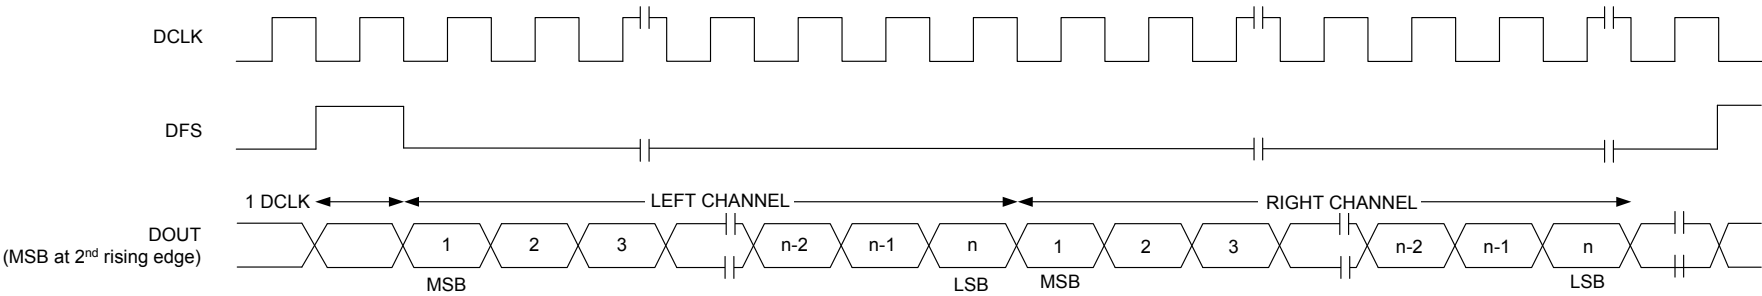 DCLK
DFS
1 DCLK LEFT CHANNEL RIGHT CHANNEL
DOUT
(MSB at 2nd rising edge)
1 2 3 n-2 n-1 n 1 2 3 n-2 n-1 n
MSB LSB MSB LSB